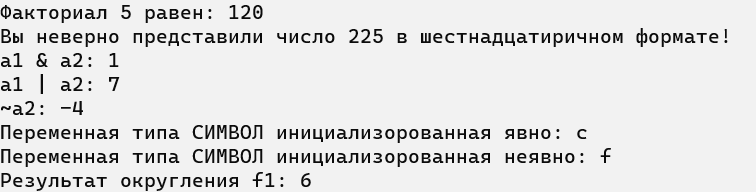 Факториал 5 равен: 120
Вы неверно представили число 225 в шестнадцатиричном формате!
a1 & a2: 1
a1 | a2: 7
~a2: -4
Переменная типа СИМВОЛ инициализорованная явно: c
Переменная типа СИМВОЛ инициализорованная неявно: f
Результат округления f1: 6